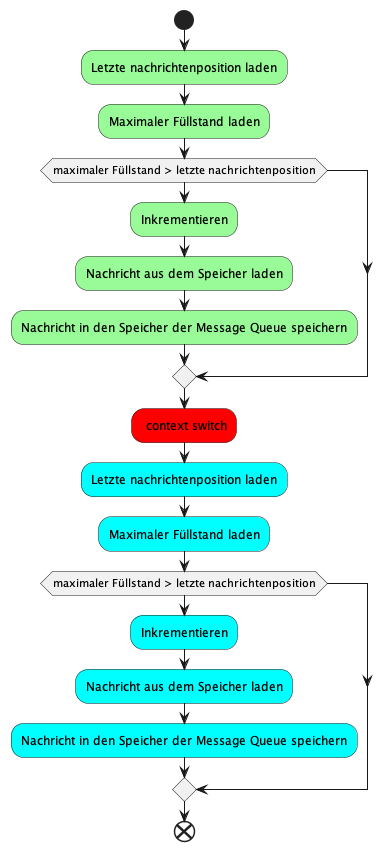 Letzte nachrichtenposition laden
Maximaler Füllstand laden
maximaler Füllstand > letzte nachrichtenposition
Inkrementieren
Nachricht aus dem Speicher laden
Nachricht in den Speicher der Message Queue speichern
context switch
Letzte nachrichtenposition laden
Maximaler Füllstand laden
maximaler Füllstand > letzte nachrichtenposition
Inkrementieren
Nachricht aus dem Speicher laden
Nachricht in den Speicher der Message Queue speichern